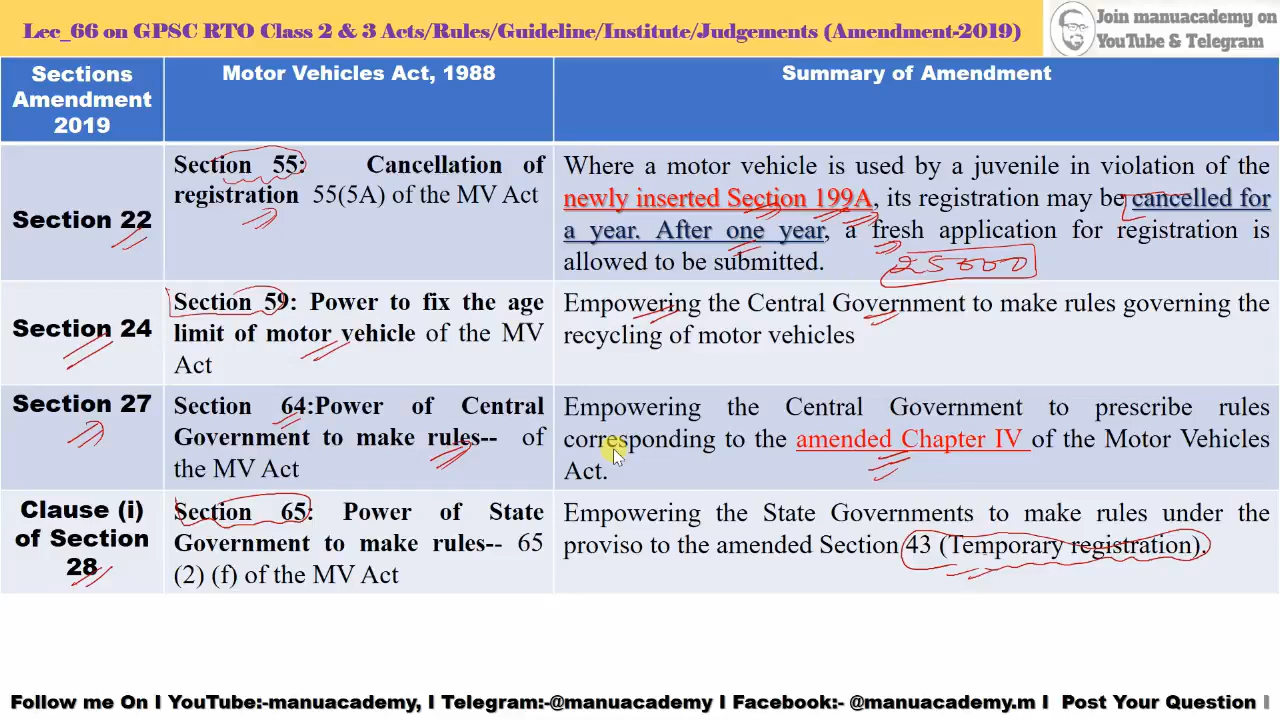 Lec_66 on GPSC RTO Class 2 & 3 Acts/Rules/Guideline/Institute/Judgements (Amendment-2019)
Join manuacademy on
YouTube & Telegram
Sections
Amendment
2019
Motor Vehicles Act, 1988
Summary of Amendment
Section 22
Section 55: Cancellation of
registration 55(5A) of the MV Act
Where a motor vehicle is used by a juvenile in violation of the
newly inserted Section 199A, its registration may be cancelled for
a year. After one year, a fresh application for registration is
allowed to be submitted.
25000
Section 24
Section 59: Power to fix the age
limit of motor vehicle of the MV
Act
Empowering the Central Government to make rules governing the
recycling of motor vehicles
Section 27
Section 64:Power of Central
Government to make rules-- of
the MV Act
Empowering the Central Government to prescribe rules
corresponding to the amended Chapter IV of the Motor Vehicles
Act.
Clause (i)
of Section
28
Section 65: Power of State
Government to make rules-- 65
(2) (f) of the MV Act
Empowering the State Governments to make rules under the
proviso to the amended Section 43 (Temporary registration).
Follow me On I YouTube:-manuacademy, I Telegram:-@manuacademy I Facebook:- @manuacademy.m I Post Your Question I